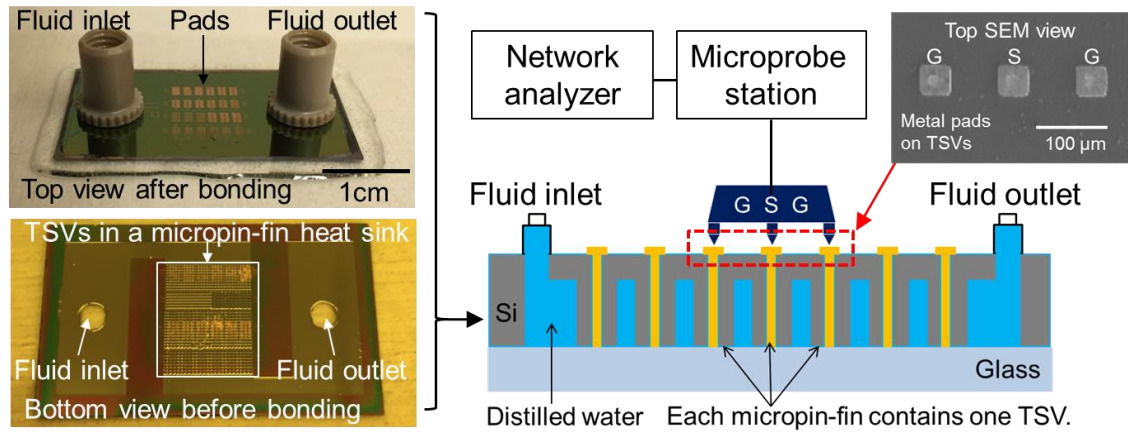 Fluid inlet
Pads
Fluid outlet
Top view after bonding
1cm
TSVs in a micropin-fin heat sink
Fluid inlet
Fluid outlet
Bottom view before bonding
Network
analyzer
Microprobe
station
Top SEM view
G S G
Metal pads
on TSVs
100 µm
Fluid inlet
G S G
Fluid outlet
Si
Glass
Distilled water
Each micropin-fin contains one TSV.